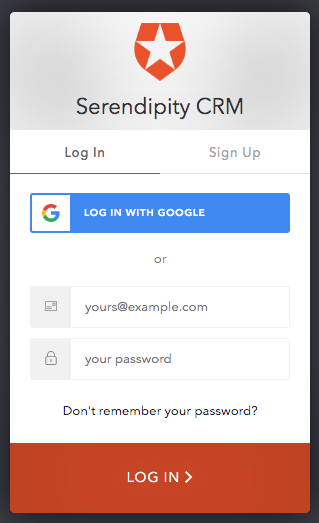 Serendipity CRM
Log In Sign Up
LOG IN WITH GOOGLE
or
yours@example.com
your password
Don't remember your password?
LOG IN